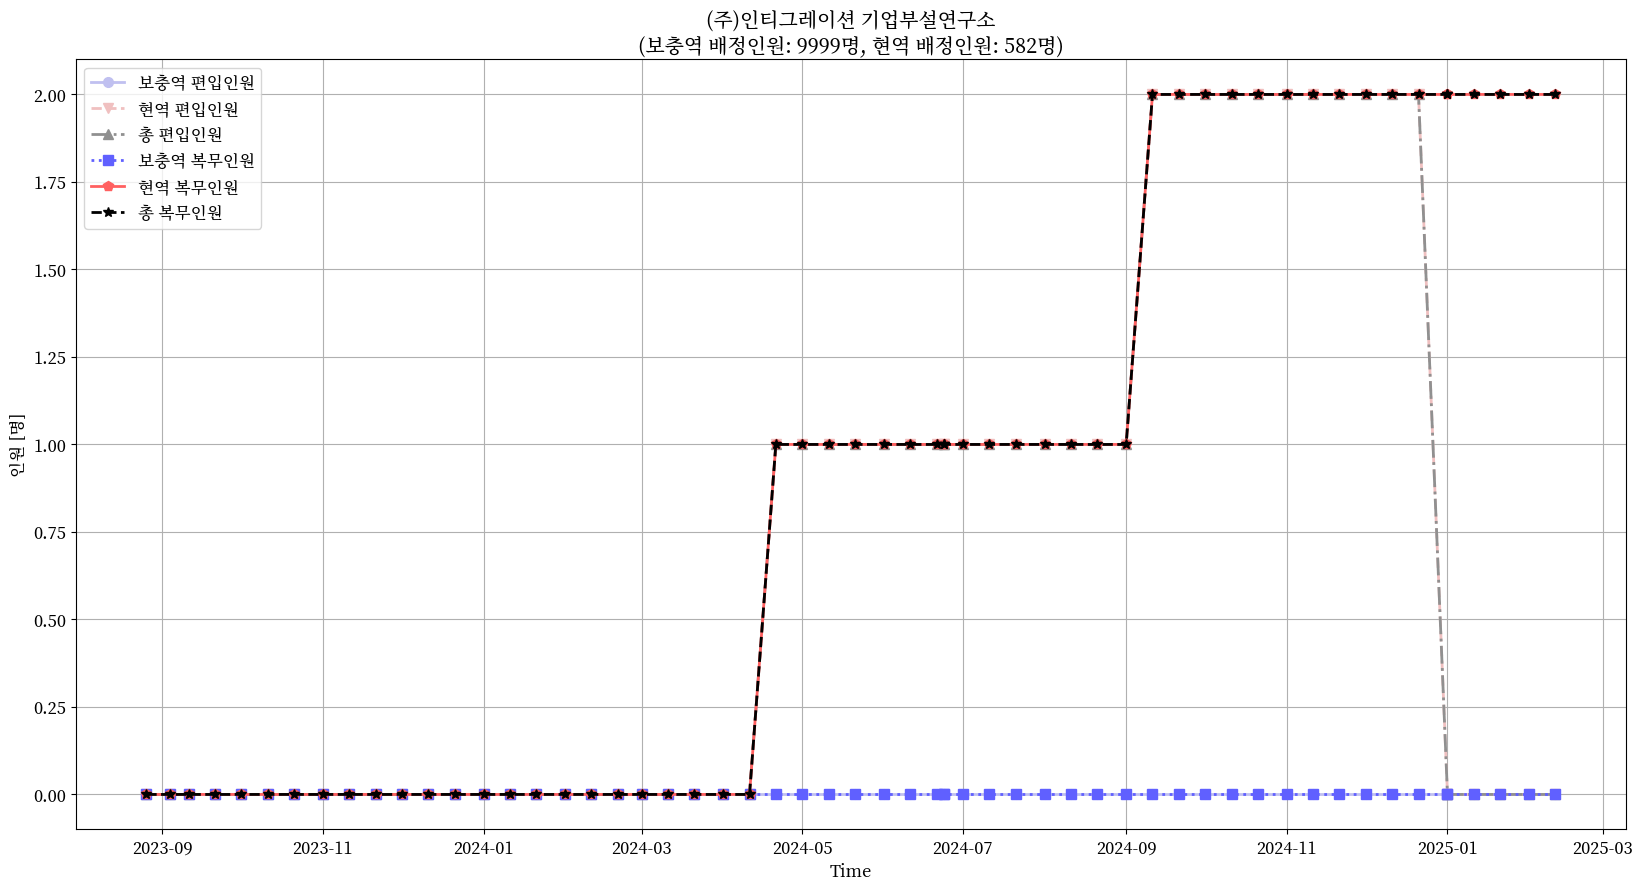 (주)인티그레이션 기업부설연구소
(보충역 배정인원: 9999명, 현역 배정인원: 582명)
보충역 편입인원
현역 편입인원
총 편입인원
보충역 복무인원
현역 복무인원
총 복무인원
인원 [명]
2.00
1.75
1.50
1.25
1.00
0.75
0.50
0.25
0.00
2023-09
2023-11
2024-01
2024-03
2024-05
2024-07
2024-09
2024-11
2025-01
2025-03
Time